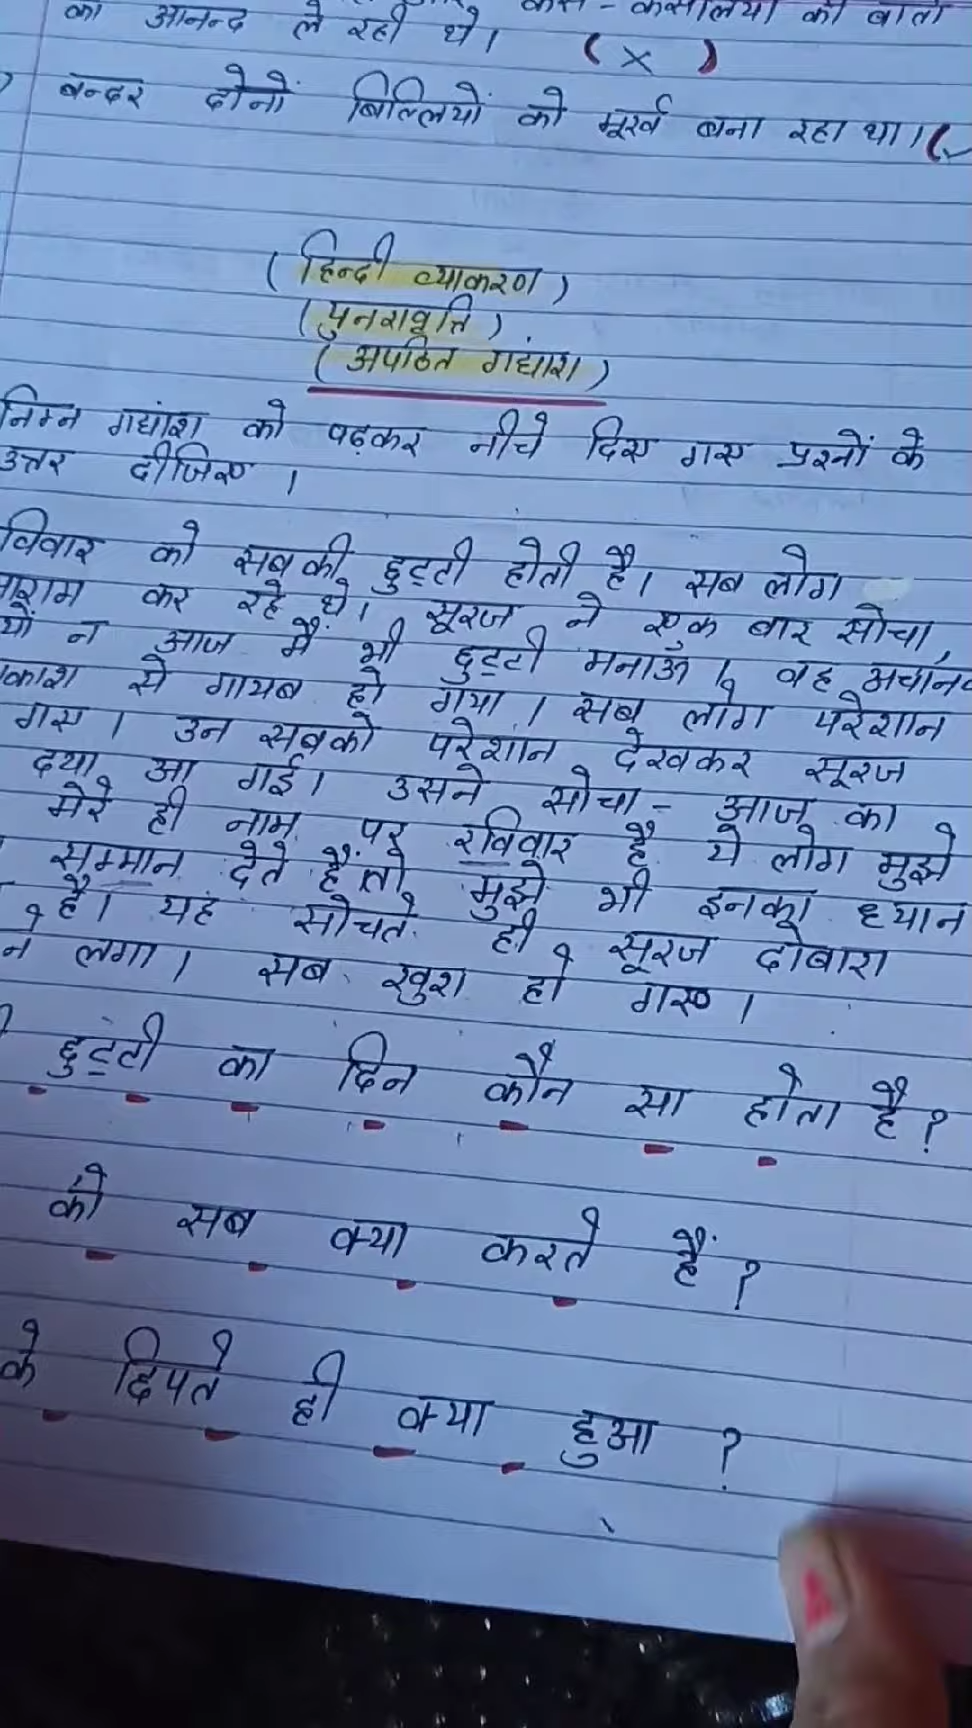 का आनन्द ले रही थे। ( × )
बन्दर दोनों बिल्लियों को मूर्ख बना रहा था। (✓
( हिन्दी व्याकरण )
( पुनरावृत्ति )
( अपठित गद्यांश )
निम्न गद्यांश को पढ़कर नीचे दिए गए प्रश्नों के
उत्तर दीजिए ।
विवार को सबकी छुट्टी होती है। सब लोग
ाराम कर रहे थे। सूरज ने एक बार सोचा,
यों न आज मैं भी छुट्टी मनाऊँ। वह अचान
काश से गायब हो गया । सब लोग परेशान
गए । उन सबको परेशान देखकर सूरज
दया आ गई। उसने सोचा - आज का
मेरे ही नाम पर रविवार है ये लोग मुझे
सम्मान देते हैं तो मुझे भी इनका ध्यान
है। यह सोचते ही सूरज दोबारा
ने लगा । सब खुश हो गए ।
ी छुट्टी का दिन कौन सा होता है ?
को सब क्या करते हैं ?
के छिपते ही क्या हुआ ?